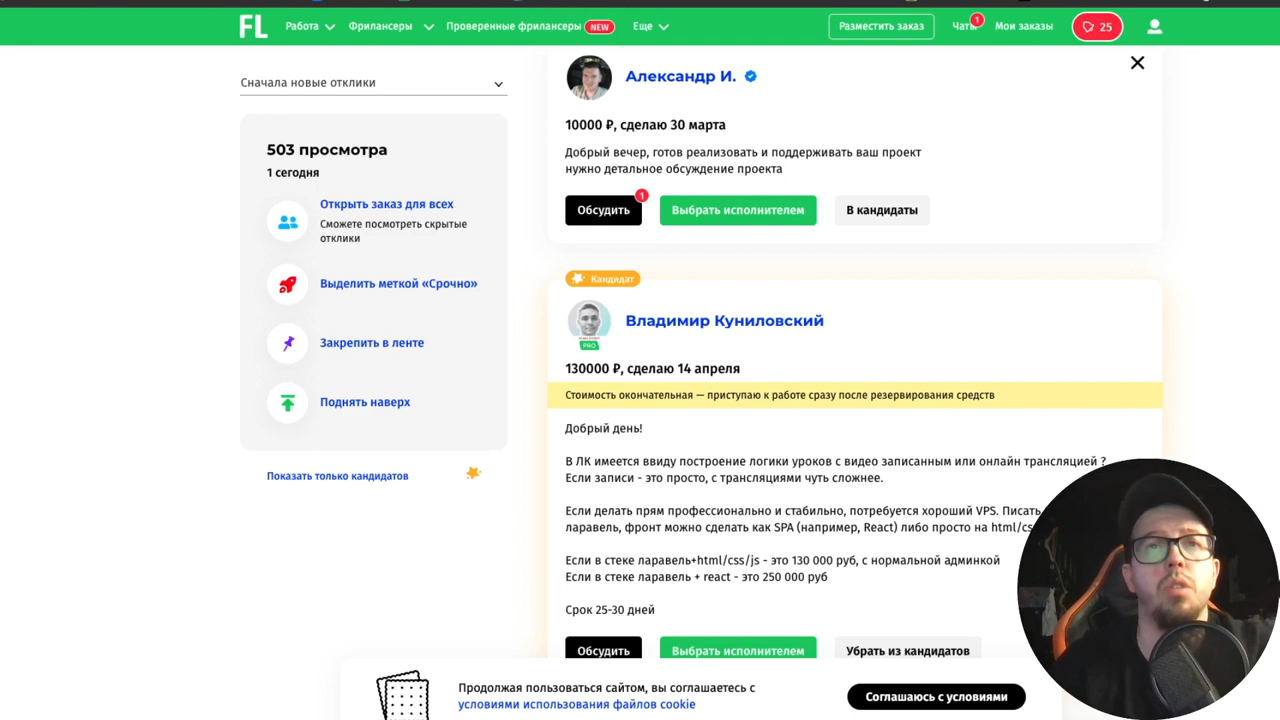 FL
Работа
Фрилансеры
Проверенные фрилансеры NEW
Еще
Разместить заказ
Чаты 1
Мои заказы
25
Сначала новые отклики
503 просмотра
1 сегодня
Открыть заказ для всех
Сможете посмотреть скрытые
отклики
Выделить меткой «Срочно»
Закрепить в ленте
Поднять наверх
Показать только кандидатов
Александр И.
10000 ₽, сделаю 30 марта
Добрый вечер, готов реализовать и поддерживать ваш проект
нужно детальное обсуждение проекта
Обсудить 1
Выбрать исполнителем
В кандидаты
Кандидат
PRO
Владимир Куниловский
130000 ₽, сделаю 14 апреля
Стоимость окончательная — приступаю к работе сразу после резервирования средств
Добрый день!
В ЛК имеется ввиду построение логики уроков с видео записанным или онлайн трансляцией ?
Если записи - это просто, с трансляциями чуть сложнее.
Если делать прям профессионально и стабильно, потребуется хороший VPS. Писать
ларавель, фронт можно сделать как SPA (например, React) либо просто на html/cs
Если в стеке ларавель+html/css/js - это 130 000 руб, с нормальной админкой
Если в стеке ларавель + react - это 250 000 руб
Срок 25-30 дней
Обсудить
Выбрать исполнителем
Убрать из кандидатов
Продолжая пользоваться сайтом, вы соглашаетесь с
условиями использования файлов cookie
Соглашаюсь с условиями